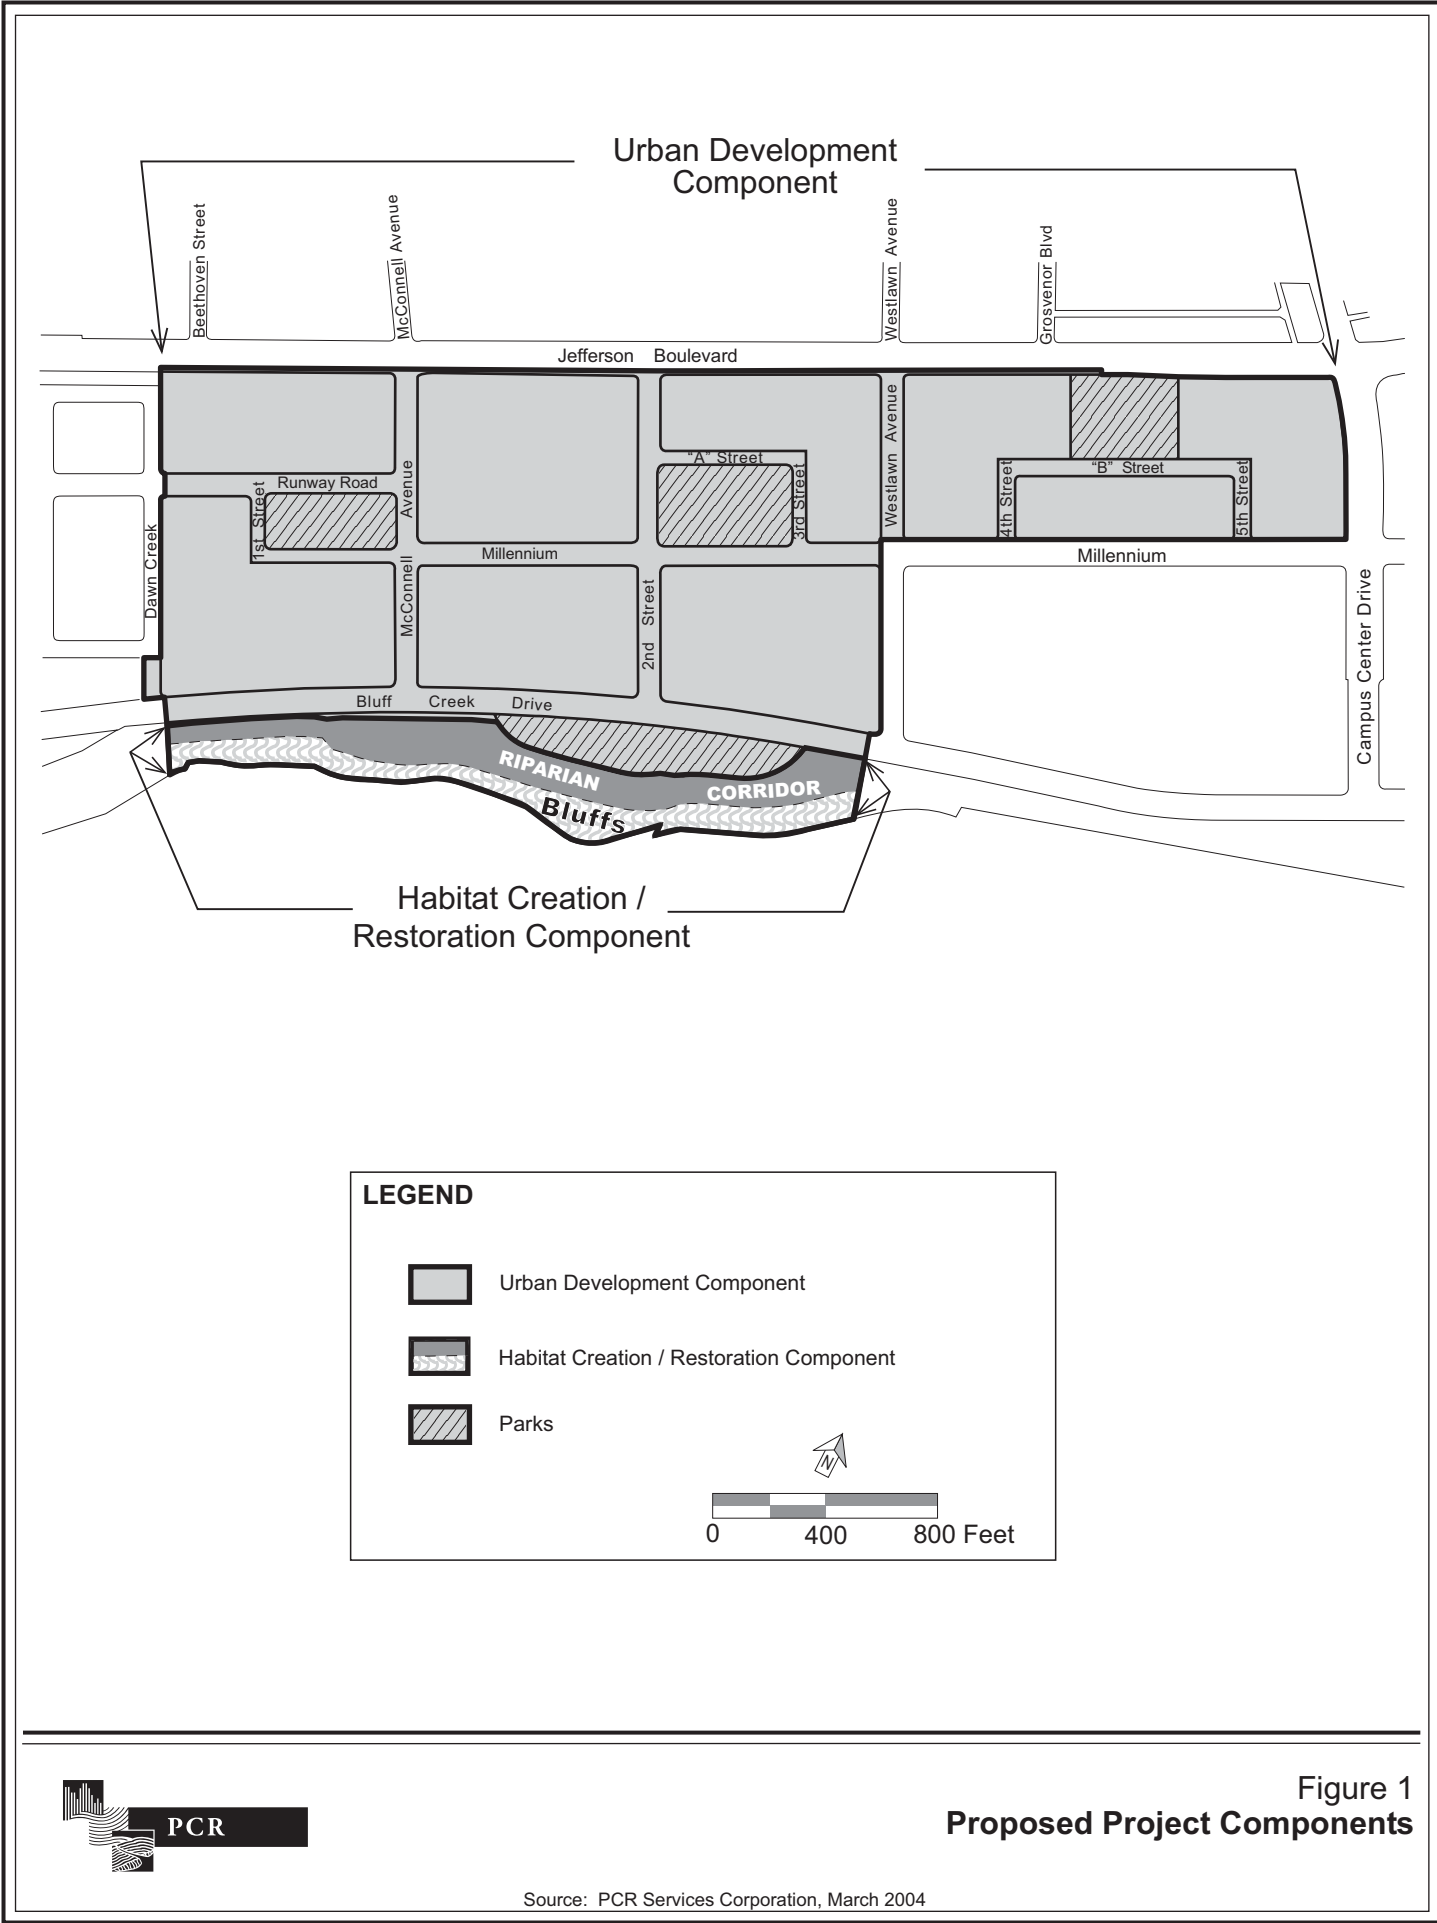 Urban Development
Component
Beethoven Street
McConnell Avenue
Westlawn Avenue
Grosvenor Blvd
Jefferson Boulevard
Westlawn Avenue
"A" Street
3rd Street
"B" Street
4th Street
5th Street
Runway Road
1st Street
McConnell Avenue
Dawn Creek
Millennium
Millennium
2nd Street
Campus Center Drive
Bluff Creek Drive
RIPARIAN CORRIDOR
Bluffs
Habitat Creation /
Restoration Component
LEGEND
Urban Development Component
Habitat Creation / Restoration Component
Parks
N
0 400 800 Feet
PCR
Figure 1
Proposed Project Components
Source: PCR Services Corporation, March 2004